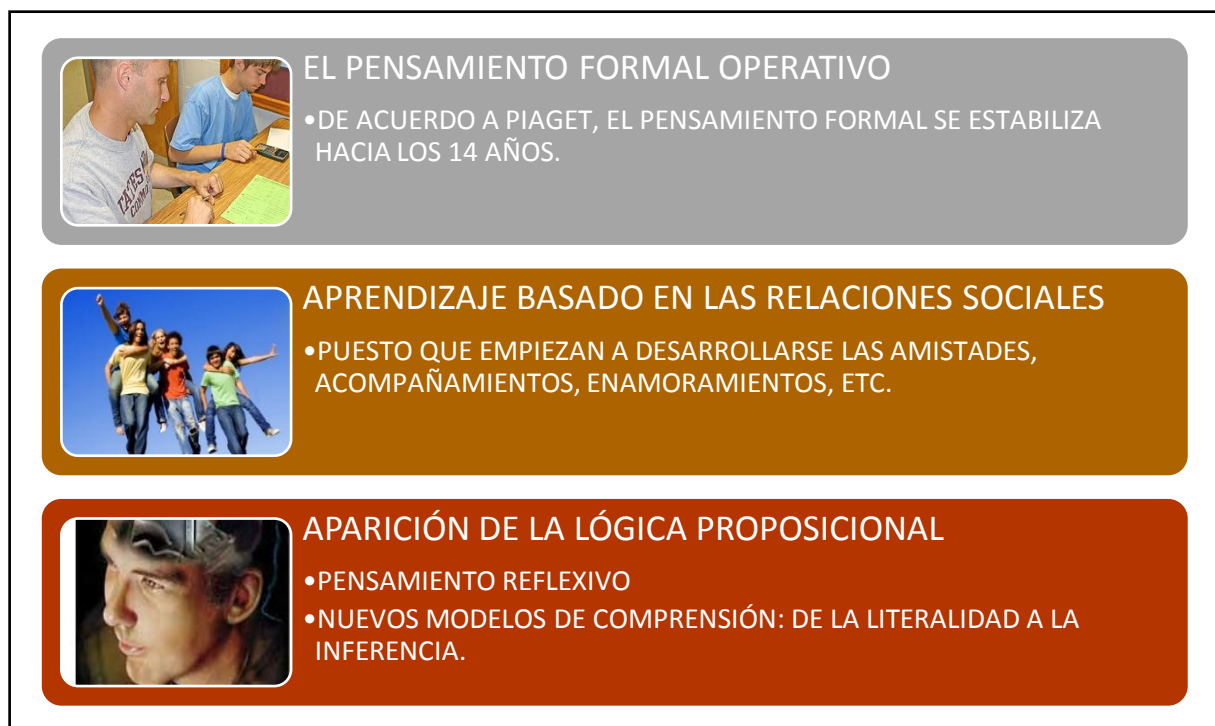 EL PENSAMIENTO FORMAL OPERATIVO
•DE ACUERDO A PIAGET, EL PENSAMIENTO FORMAL SE ESTABILIZA
HACIA LOS 14 AÑOS.
APRENDIZAJE BASADO EN LAS RELACIONES SOCIALES
•PUESTO QUE EMPIEZAN A DESARROLLARSE LAS AMISTADES,
ACOMPAÑAMIENTOS, ENAMORAMIENTOS, ETC.
APARICIÓN DE LA LÓGICA PROPOSICIONAL
•PENSAMIENTO REFLEXIVO
•NUEVOS MODELOS DE COMPRENSIÓN: DE LA LITERALIDAD A LA
INFERENCIA.